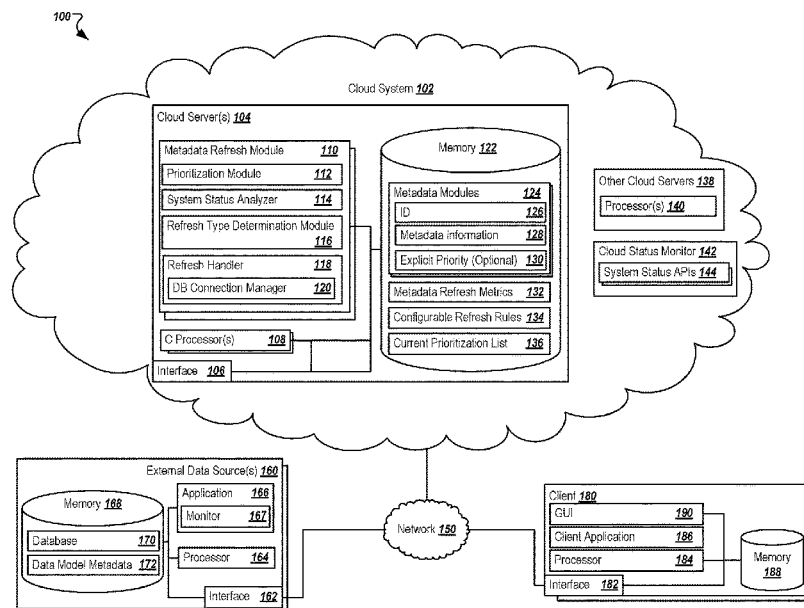 100
Cloud System 102
Cloud Server(s) 104
Metadata Refresh Module 110
Prioritization Module 112
System Status Analyzer 114
Refresh Type Determination Module
116
Refresh Handler 118
DB Connection Manager 120
C Processor(s) 108
Interface 106
Memory 122
Metadata Modules 124
ID 126
Metadata Information 128
Explicit Priority (Optional) 130
Metadata Refresh Metrics 132
Configurable Refresh Rules 134
Current Prioritization List 136
Other Cloud Servers 138
Processor(s) 140
Cloud Status Monitor 142
System Status APIs 144
External Data Source(s) 160
Memory 168
Database 170
Data Model Metadata 172
Application 166
Monitor 167
Processor 164
Interface 162
Network 150
Client 180
GUI 190
Client Application 186
Processor 184
Interface 182
Memory
188